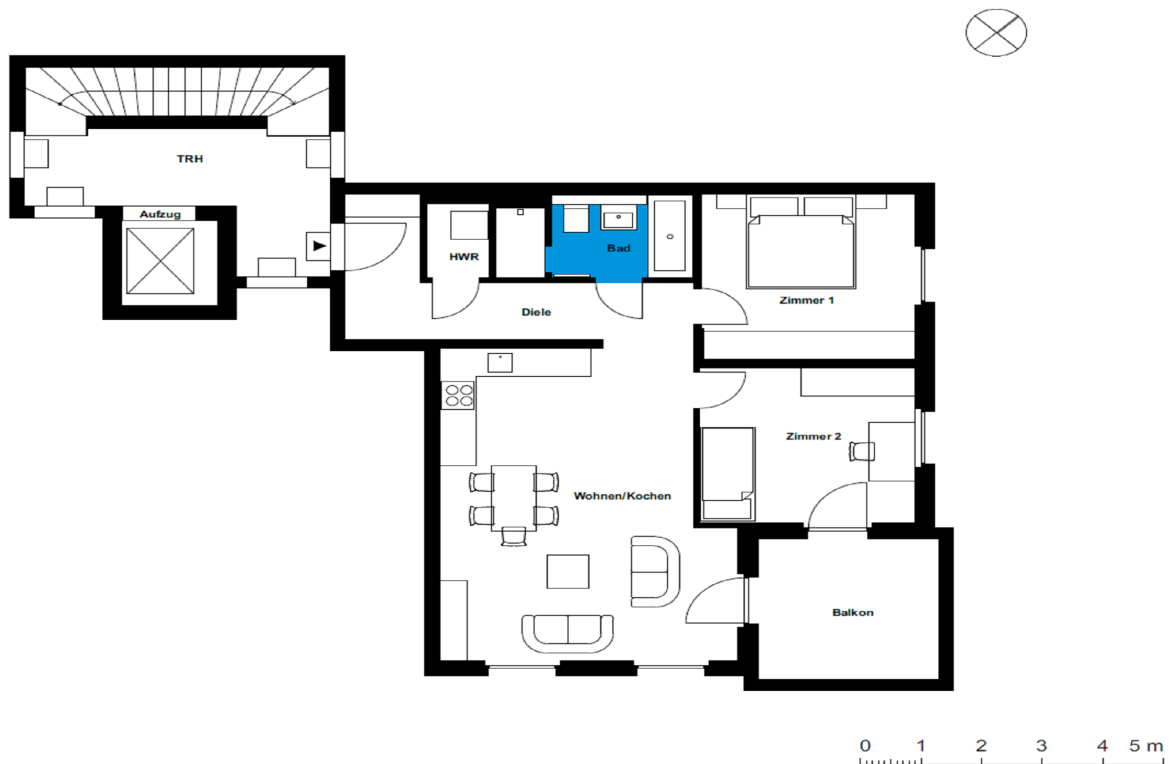 TRH
Aufzug
HWR
Bad
Zimmer 1
Diele
Zimmer 2
Wohnen/Kochen
Balkon
0 1 2 3 4 5 m